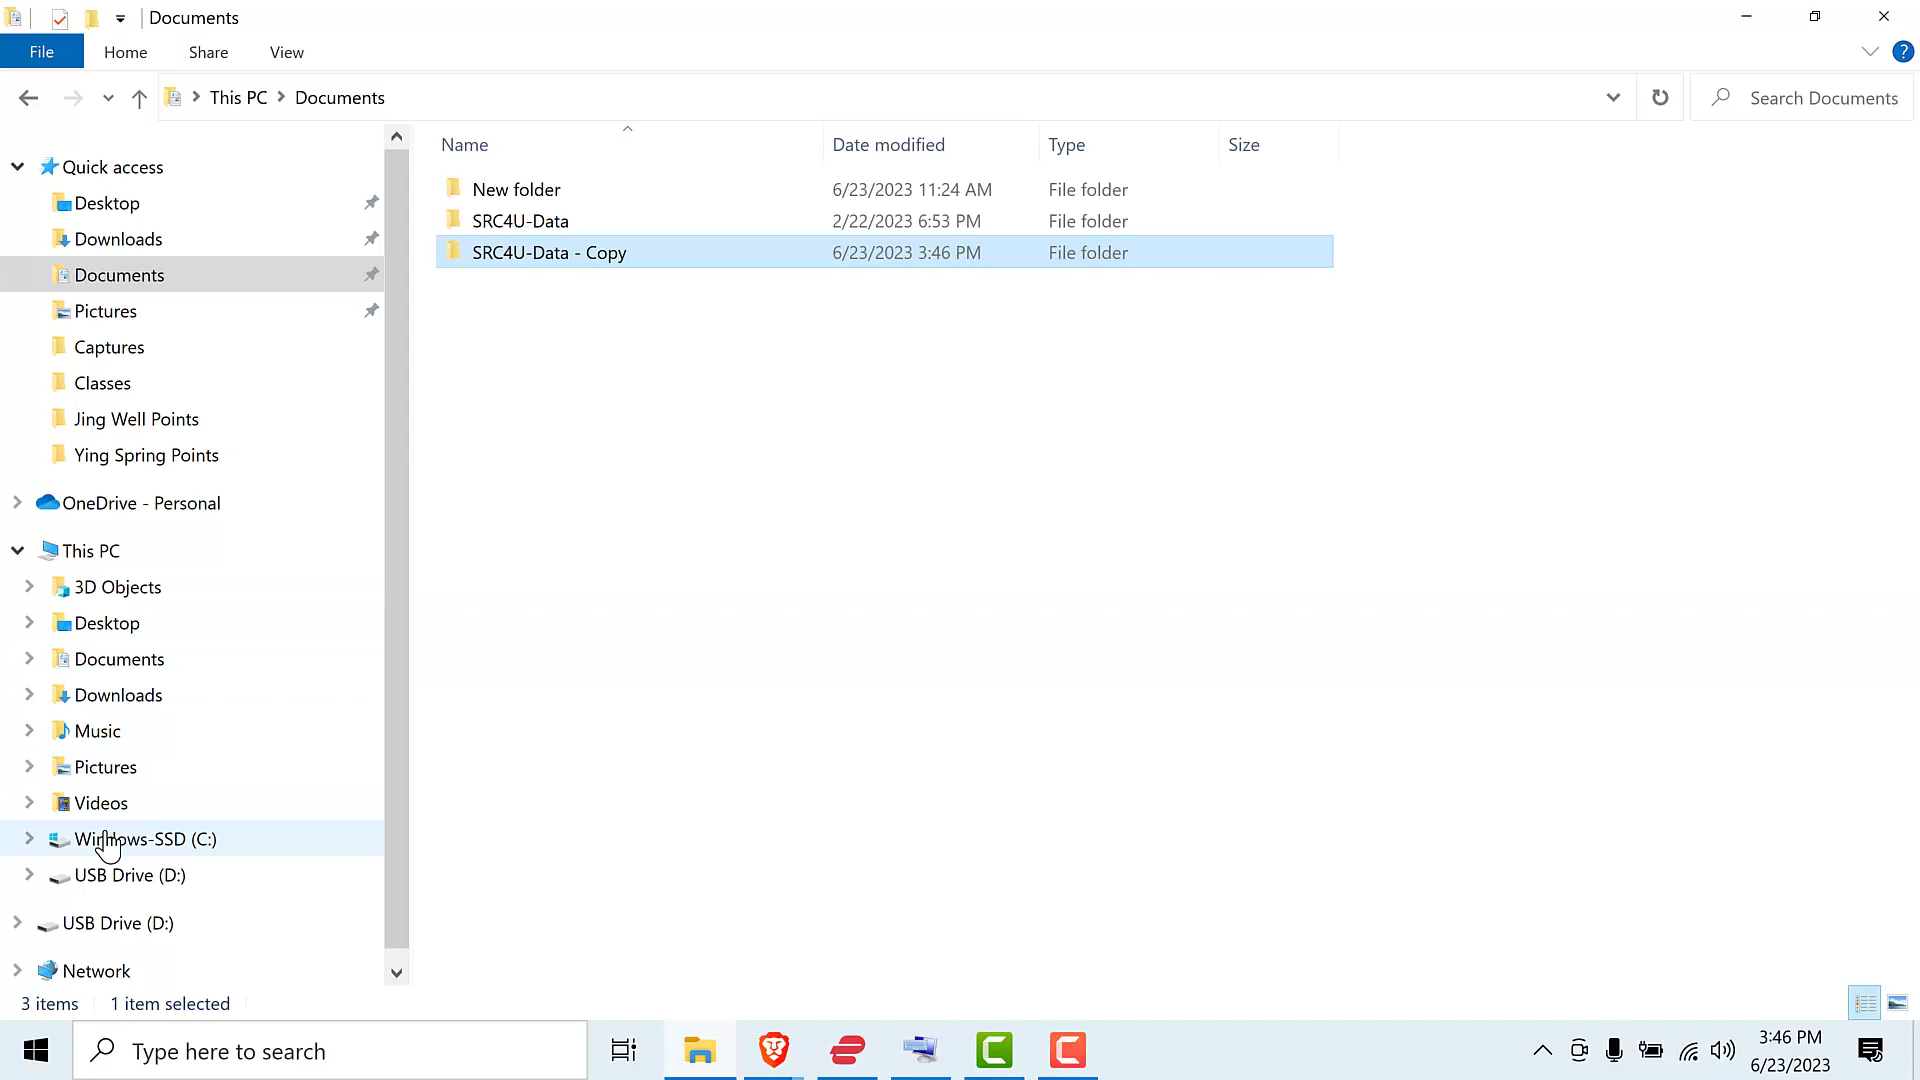 Documents
File Home Share View
This PC Documents
Search Documents
Name Date modified Type Size
New folder 6/23/2023 11:24 AM File folder
SRC4U-Data 2/22/2023 6:53 PM File folder
SRC4U-Data - Copy 6/23/2023 3:46 PM File folder
Quick access
Desktop
Downloads
Documents
Pictures
Captures
Classes
Jing Well Points
Ying Spring Points
OneDrive - Personal
This PC
3D Objects
Desktop
Documents
Downloads
Music
Pictures
Videos
Windows-SSD (C:)
USB Drive (D:)
USB Drive (D:)
Network
3 items 1 item selected
Type here to search
3:46 PM
6/23/2023